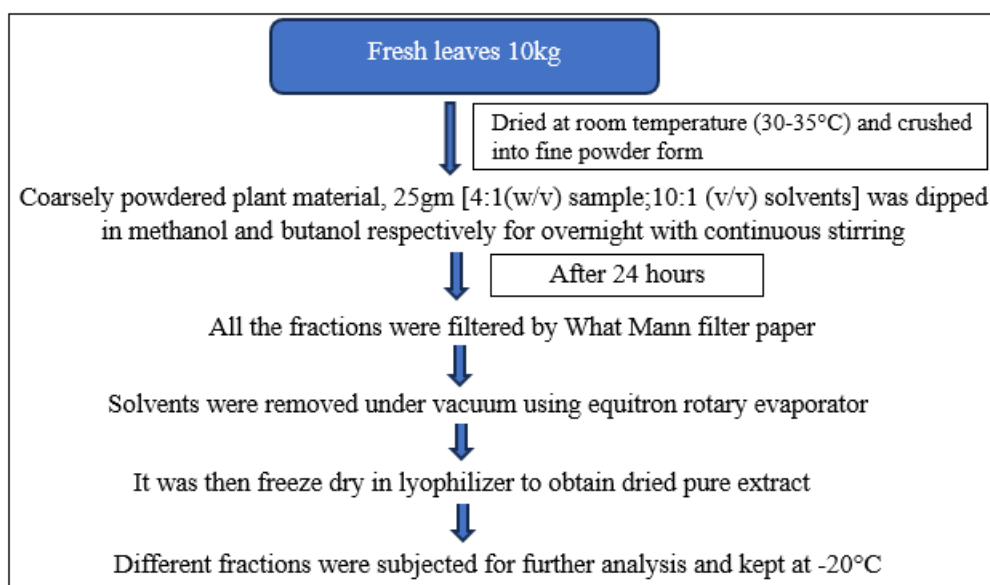 Fresh leaves 10kg
Dried at room temperature (30-35°C) and crushed
into fine powder form
Coarsely powdered plant material, 25gm [4:1(w/v) sample;10:1 (v/v) solvents] was dipped
in methanol and butanol respectively for overnight with continuous stirring
After 24 hours
All the fractions were filtered by What Mann filter paper
Solvents were removed under vacuum using equitron rotary evaporator
It was then freeze dry in lyophilizer to obtain dried pure extract
Different fractions were subjected for further analysis and kept at -20°C